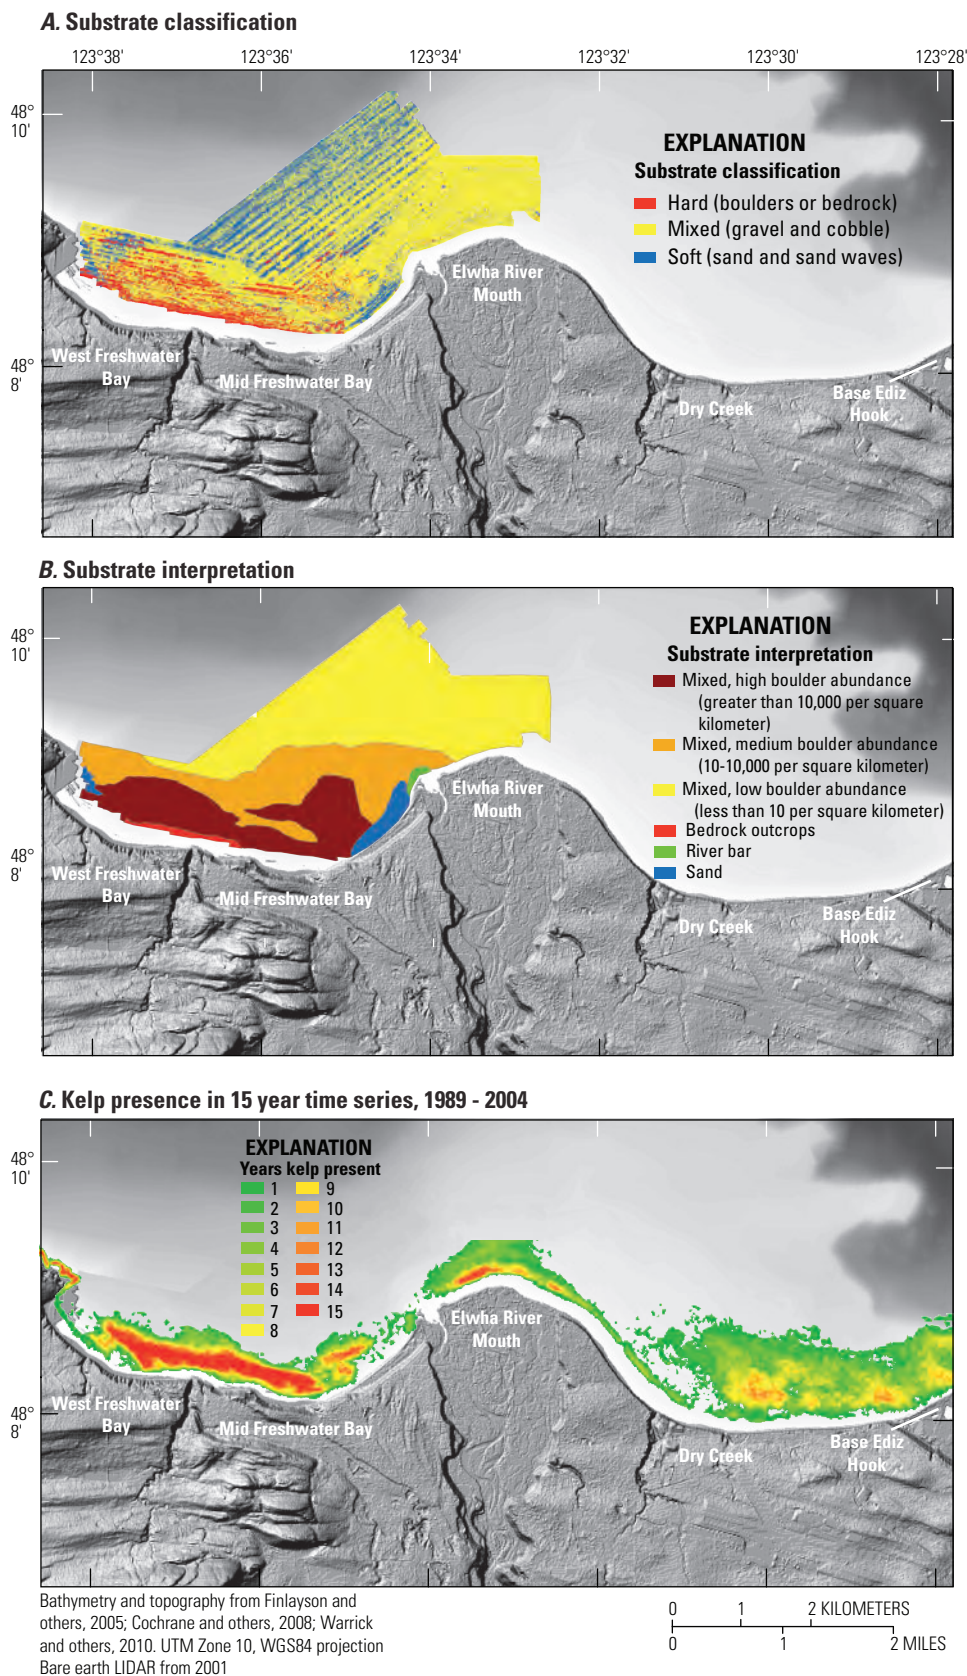 A. Substrate classification
123°38' 123°36' 123°34' 123°32' 123°30' 123°28'
48°
10'
EXPLANATION
Substrate classification
Hard (boulders or bedrock)
Mixed (gravel and cobble)
Soft (sand and sand waves)
Elwha River
Mouth
48°
8'
West Freshwater
Bay
Mid Freshwater Bay
Dry Creek
Base Ediz
Hook
B. Substrate interpretation
48°
10'
EXPLANATION
Substrate interpretation
Mixed, high boulder abundance
(greater than 10,000 per square
kilometer)
Mixed, medium boulder abundance
(10-10,000 per square kilometer)
Mixed, low boulder abundance
(less than 10 per square kilometer)
Bedrock outcrops
River bar
Sand
Elwha River
Mouth
48°
8'
West Freshwater
Bay
Mid Freshwater Bay
Dry Creek
Base Ediz
Hook
C. Kelp presence in 15 year time series, 1989 - 2004
48°
10'
EXPLANATION
Years kelp present
1 9
2 10
3 11
4 12
5 13
6 14
7 15
8
Elwha River
Mouth
48°
8'
West Freshwater
Bay
Mid Freshwater Bay
Dry Creek
Base Ediz
Hook
Bathymetry and topography from Finlayson and
others, 2005; Cochrane and others, 2008; Warrick
and others, 2010. UTM Zone 10, WGS84 projection
Bare earth LIDAR from 2001
0 1 2 KILOMETERS
0 1 2 MILES